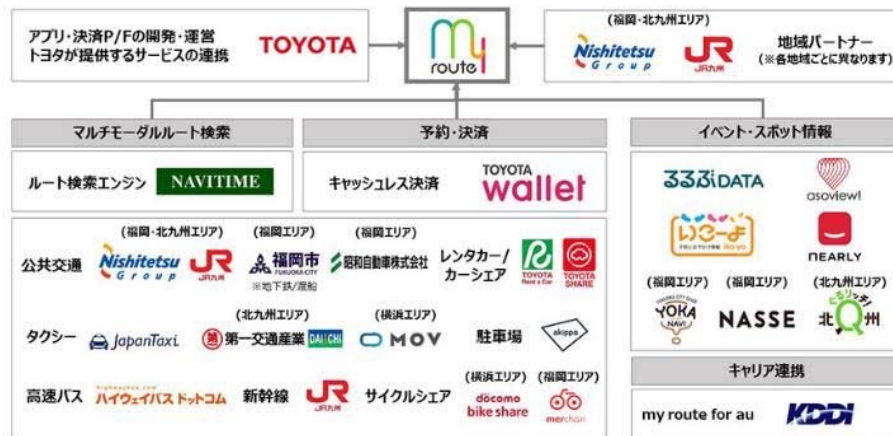 アプリ・決済P/Fの開発・運営
トヨタが提供するサービスの連携
TOYOTA
my route
(福岡・北九州エリア)
Nishitetsu Group
JR JR九州
地域パートナー
(※各地域ごとに異なります)
マルチモーダルルート検索
予約・決済
イベント・スポット情報
ルート検索エンジン NAVITIME
キャッシュレス決済 TOYOTA wallet
るるぶDATA
asoview!
いこーよ
iko-yo
NEARLY
(福岡エリア)
YOKA NAVI
(福岡エリア)
NASSE
(北九州エリア)
ぐるリッチ!
北Q州
公共交通
(福岡・北九州エリア)
Nishitetsu Group
JR JR九州
(福岡エリア)
福岡市
FUKUOKA CITY
※地下鉄/渡船
(福岡エリア)
昭和自動車株式会社
レンタカー/
カーシェア
TOYOTA Rent a Car
TOYOTA SHARE
タクシー
JapanTaxi
(北九州エリア)
第一交通産業 DAIICHI
(横浜エリア)
MOV
駐車場
akippa
高速バス
highwaybus.com
ハイウェイバスドットコム
新幹線
JR JR九州
サイクルシェア
(横浜エリア)
docomo
bike share
(福岡エリア)
merchari
キャリア連携
my route for au KDDI